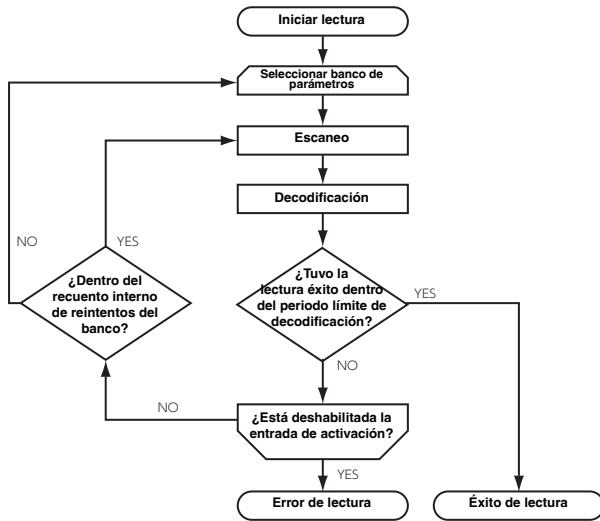 Iniciar lectura
Seleccionar banco de
parámetros
Escaneo
Decodificación
NO
YES
¿Dentro del
recuento interno
de reintentos del
banco?
¿Tuvo la
lectura éxito dentro
del periodo límite de
decodificación?
YES
NO
NO
¿Está deshabilitada la
entrada de activación?
YES
Error de lectura
Éxito de lectura